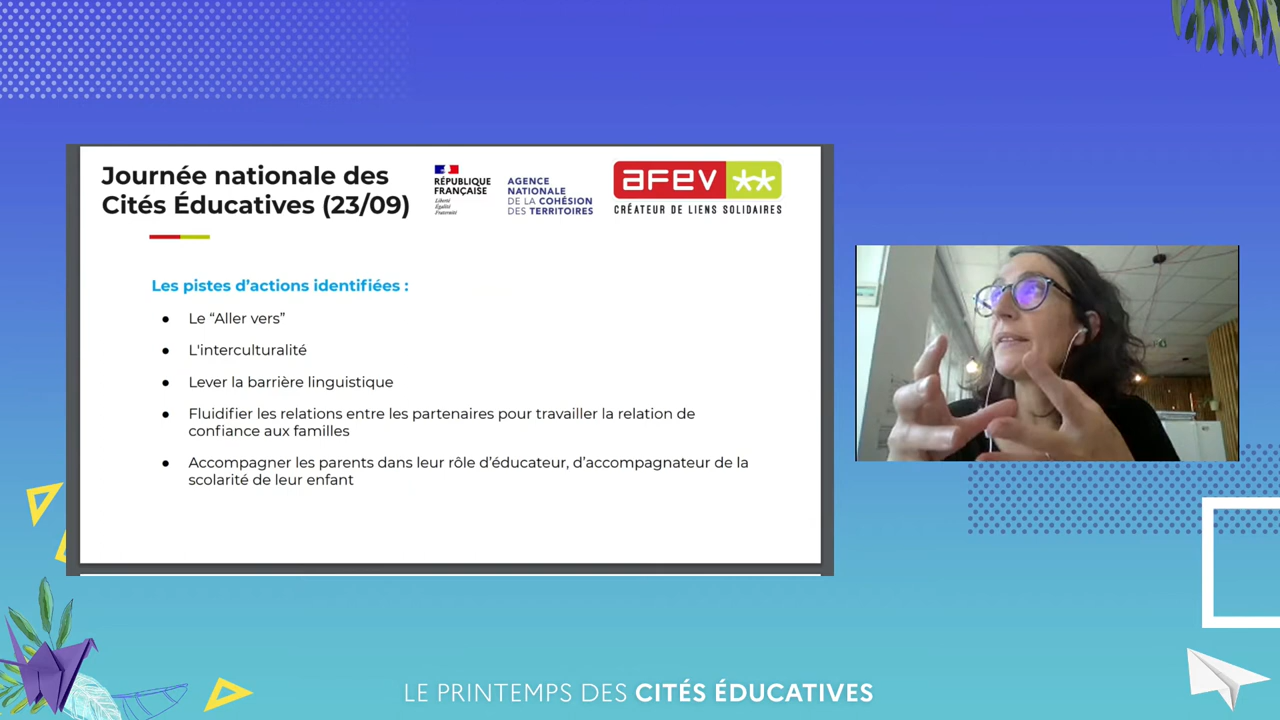 Journée nationale des
Cités Éducatives (23/09)
RÉPUBLIQUE
FRANÇAISE
Liberté
Égalité
Fraternité
AGENCE
NATIONALE
DE LA COHÉSION
DES TERRITOIRES
afev
CRÉATEUR DE LIENS SOLIDAIRES
Les pistes d’actions identifiées :
● Le “Aller vers”
● L'interculturalité
● Lever la barrière linguistique
● Fluidifier les relations entre les partenaires pour travailler la relation de
confiance aux familles
● Accompagner les parents dans leur rôle d’éducateur, d’accompagnateur de la
scolarité de leur enfant
LE PRINTEMPS DES CITÉS ÉDUCATIVES